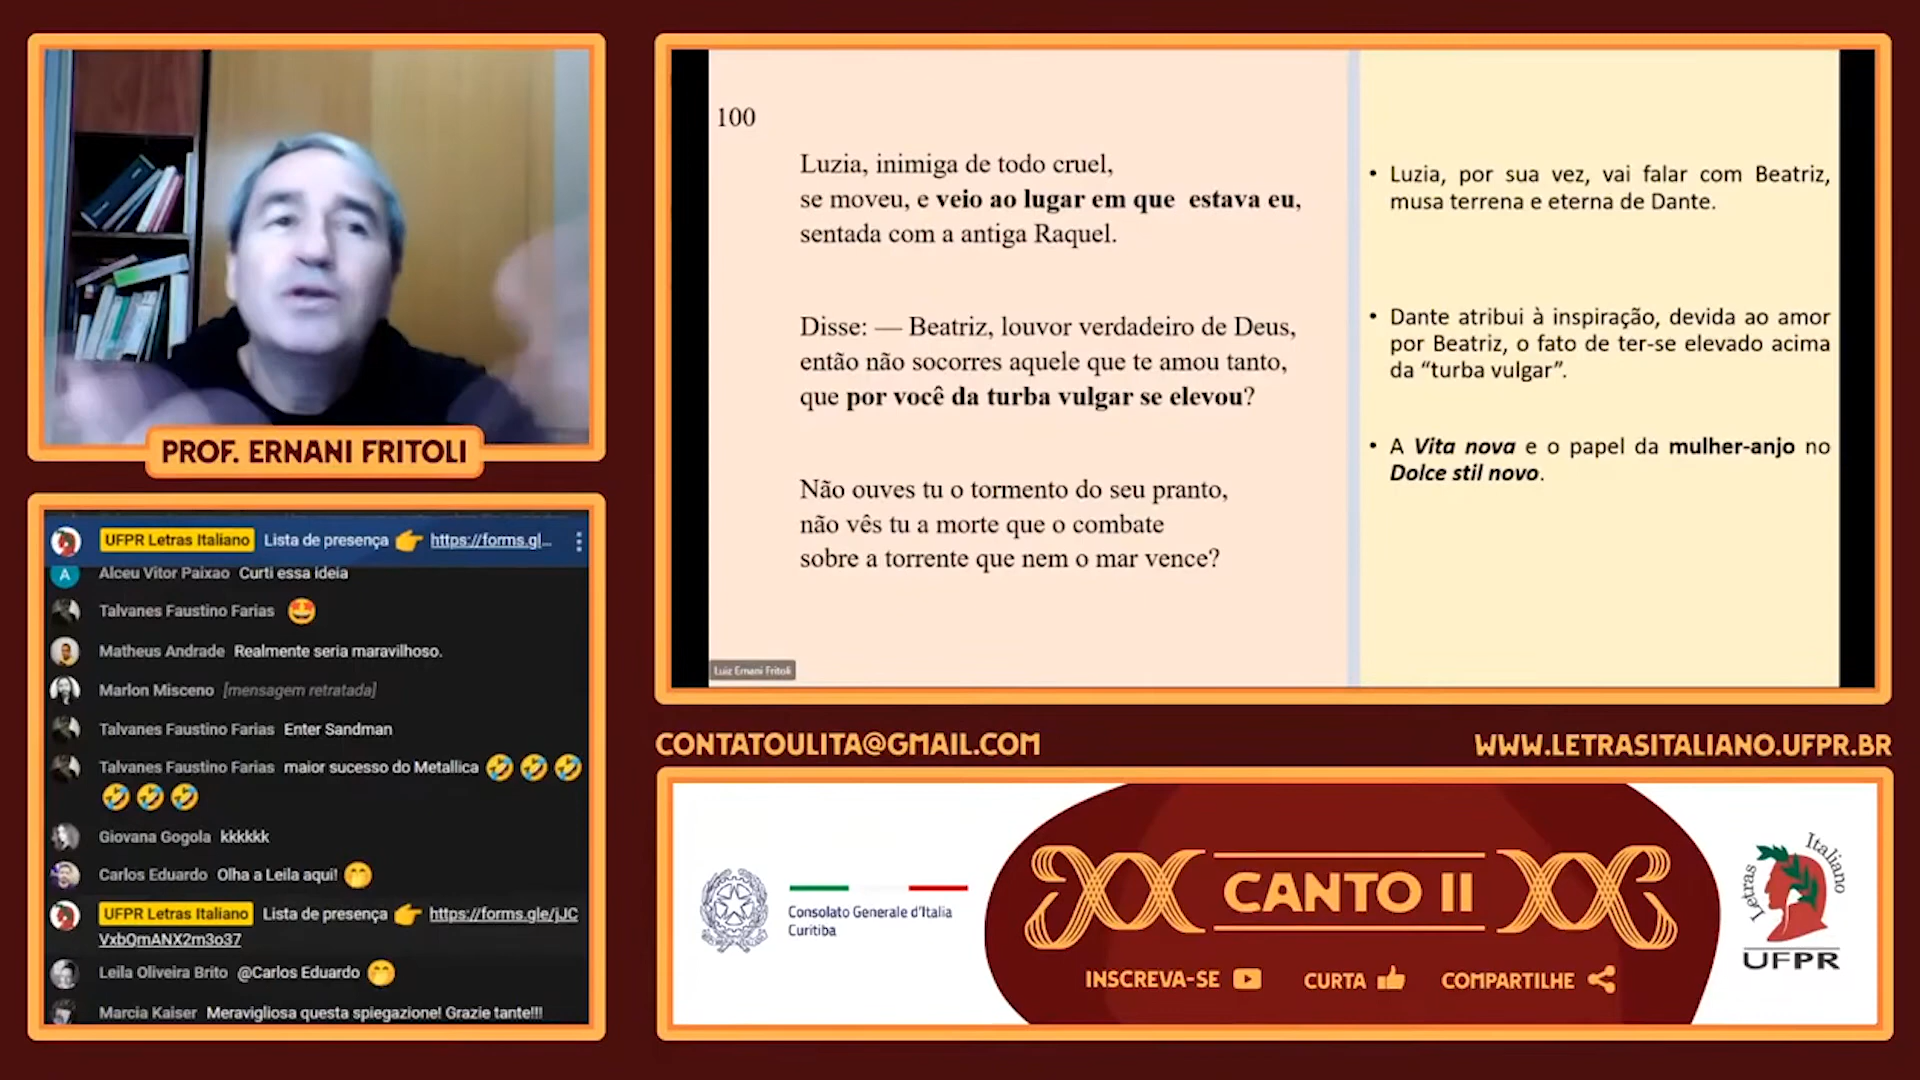 PROF. ERNANI FRITOLI
UFPR Letras Italiano Lista de presença 👉 https://forms.gl...
Alceu Vitor Paixao Curti essa ideia
Talvanes Faustino Farias 🤩
Matheus Andrade Realmente seria maravilhoso.
Marlon Misceno [mensagem retratada]
Talvanes Faustino Farias Enter Sandman
Talvanes Faustino Farias maior sucesso do Metallica 🤣 🤣 🤣
🤣 🤣 🤣
Giovana Gogola kkkkkk
Carlos Eduardo Olha a Leila aqui! 🤭
UFPR Letras Italiano Lista de presença 👉 https://forms.gle/jJC
VxbQmANX2m3o37
Leila Oliveira Brito @Carlos Eduardo 🤭
Marcia Kaiser Meravigliosa questa spiegazione! Grazie tante!!!
100
Luzia, inimiga de todo cruel,
se moveu, e veio ao lugar em que estava eu,
sentada com a antiga Raquel.
Disse: — Beatriz, louvor verdadeiro de Deus,
então não socorres aquele que te amou tanto,
que por você da turba vulgar se elevou?
Não ouves tu o tormento do seu pranto,
não vês tu a morte que o combate
sobre a torrente que nem o mar vence?
Luiz Ernani Fritoli
• Luzia, por sua vez, vai falar com Beatriz,
musa terrena e eterna de Dante.
• Dante atribui à inspiração, devida ao amor
por Beatriz, o fato de ter-se elevado acima
da “turba vulgar”.
• A Vita nova e o papel da mulher-anjo no
Dolce stil novo.
CONTATOULITA@GMAIL.COM
WWW.LETRASITALIANO.UFPR.BR
Consolato Generale d'Italia
Curitiba
CANTO II
INSCREVA-SE
CURTA
COMPARTILHE
Letras Italiano
UFPR